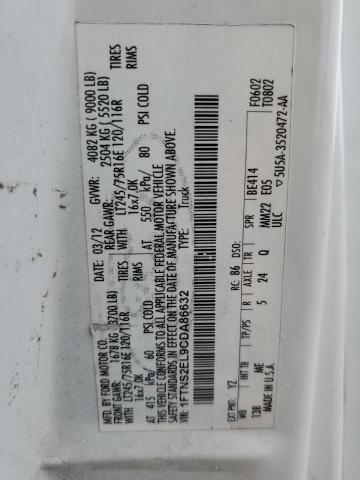 MFD. BY FORD MOTOR CO.
DATE: 03/12 GVWR: 4082 KG ( 9000 LB)
FRONT GAWR: 1678 KG (3700 LB) REAR GAWR: 2504 KG (5520 LB)
WITH LT245/75R16E 120/116R TIRES WITH LT245/75R16E 120/116R TIRES
16x7.0K RIMS 16x7.0K RIMS
AT 415 kPa/ 60 PSI COLD AT 550 kPa/ 80 PSI COLD
THIS VEHICLE CONFORMS TO ALL APPLICABLE FEDERAL MOTOR VEHICLE
SAFETY STANDARDS IN EFFECT ON THE DATE OF MANUFACTURE SHOWN ABOVE.
VIN: 1FTNS2EL9CDA86632
TYPE: Truck
F0602
T0802
EXT PNT: YZ RC: 86 DSO:
WB TP/PS R AXLE TR SPR BE414
138 ME 5 24 Q MM22 EOS
MADE IN U.S.A. ULC ▽ 5U5A-3520472-AA